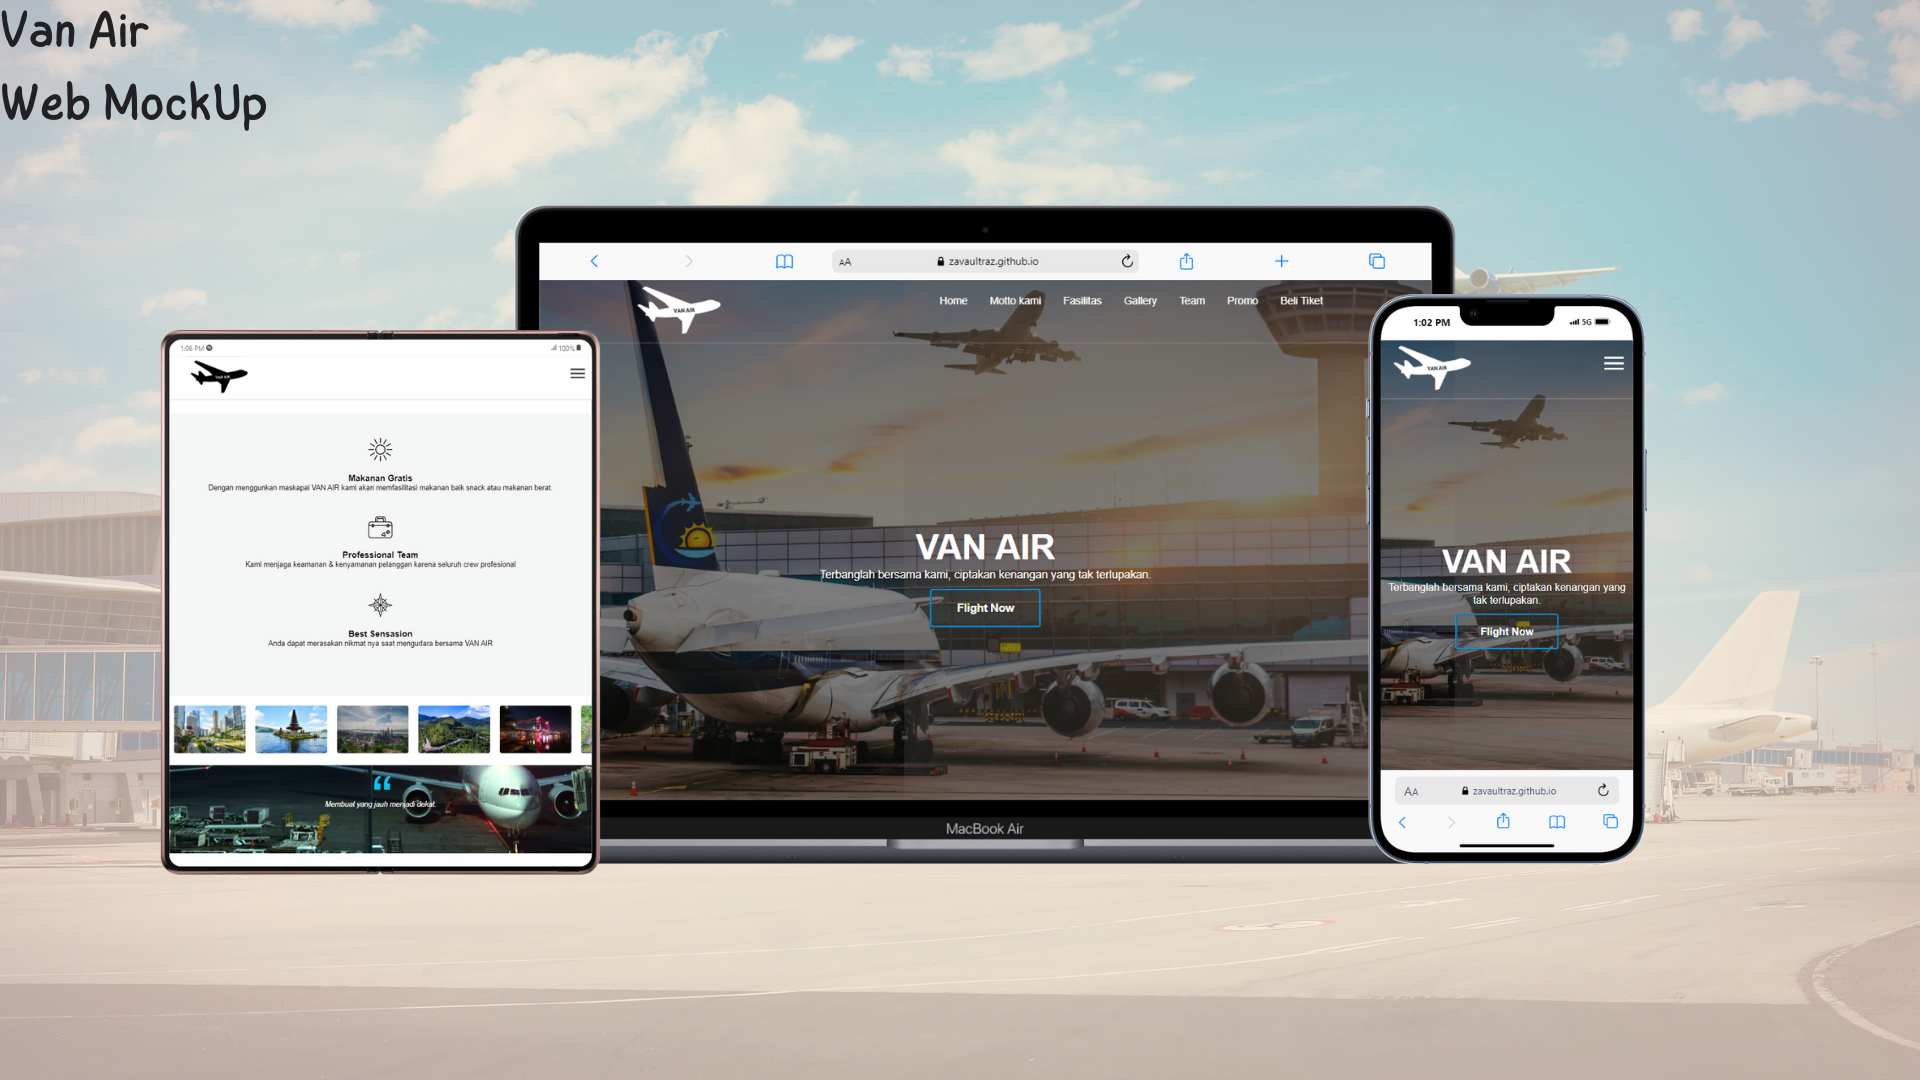 Van Air
Web MockUp
AA
zavaultraz.github.io
VAN AIR
Home Motto kami Fasilitas Gallery Team Promo Beli Tiket
VAN AIR
Terbanglah bersama kami, ciptakan kenangan yang tak terlupakan.
Flight Now
MacBook Air
1:06 PM
100%
VAN AIR
Makanan Gratis
Dengan menggunkan maskapai VAN AIR kami akan memfasilitasi makanan baik snack atau makanan berat.
Professional Team
Kami menjaga keamanan & kenyamanan pelanggan karena seluruh crew profesional
Best Sensasion
Anda dapat merasakan nikmat nya saat mengudara bersama VAN AIR
“
Membuat yang jauh menjadi dekat.
1:02 PM
5G
VAN AIR
VAN AIR
Terbanglah bersama kami, ciptakan kenangan yang
tak terlupakan.
Flight Now
AA
zavaultraz.github.io